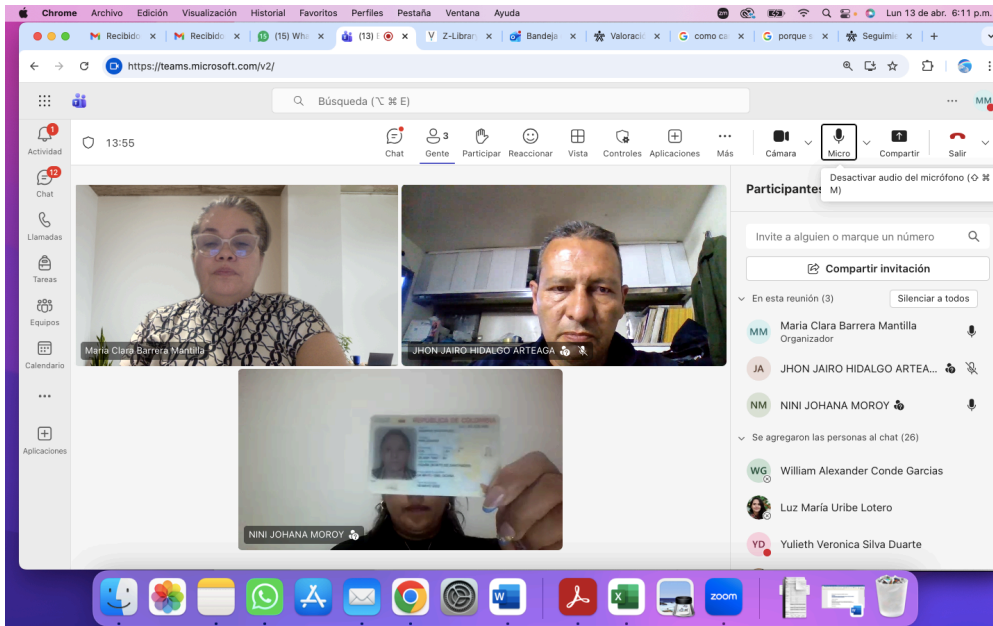 Chrome Archivo Edición Visualización Historial Favoritos Perfiles Pestaña Ventana Ayuda Lun 13 de abr. 6:11 p.m.
Recibido Recibido (15) Wha (13) Z-Librar Bandeja Valoració como ca porque s Seguimie
https://teams.microsoft.com/v2/
Búsqueda (⌥ ⌘ E)
MM
13:55
Chat Gente 3 Participar Reaccionar Vista Controles Aplicaciones Más Cámara Micro Compartir Salir
Desactivar audio del micrófono (⇧ ⌘ M)
1
Actividad
12
Chat
Llamadas
Tareas
Equipos
Calendario
Aplicaciones
Maria Clara Barrera Mantilla
JHON JAIRO HIDALGO ARTEAGA
REPUBLICA DE COLOMBIA
NINI JOHANA MOROY
Participantes
Invite a alguien o marque un número
Compartir invitación
En esta reunión (3) Silenciar a todos
MM Maria Clara Barrera Mantilla
Organizador
JA JHON JAIRO HIDALGO ARTEA...
NM NINI JOHANA MOROY
Se agregaron las personas al chat (26)
WG William Alexander Conde Garcias
Luz María Uribe Lotero
YD Yulieth Veronica Silva Duarte
W
X
zoom